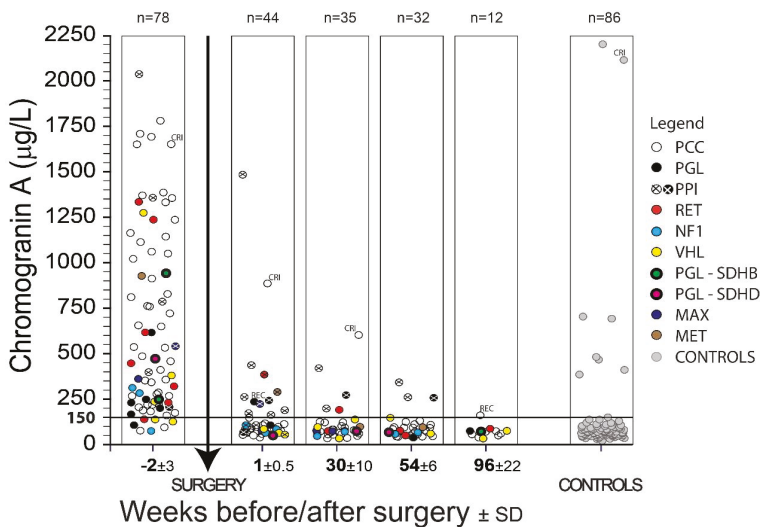 n=78 n=44 n=35 n=32 n=12 n=86
Chromogranin A (µg/L)
2250
2000
1750
1500
1250
1000
750
500
250
150
0
CRI
CRI
REC
CRI
REC
CRI
Legend
PCC
PGL
PPI
RET
NF1
VHL
PGL - SDHB
PGL - SDHD
MAX
MET
CONTROLS
-2±3 1±0.5 30±10 54±6 96±22
SURGERY CONTROLS
Weeks before/after surgery ± SD